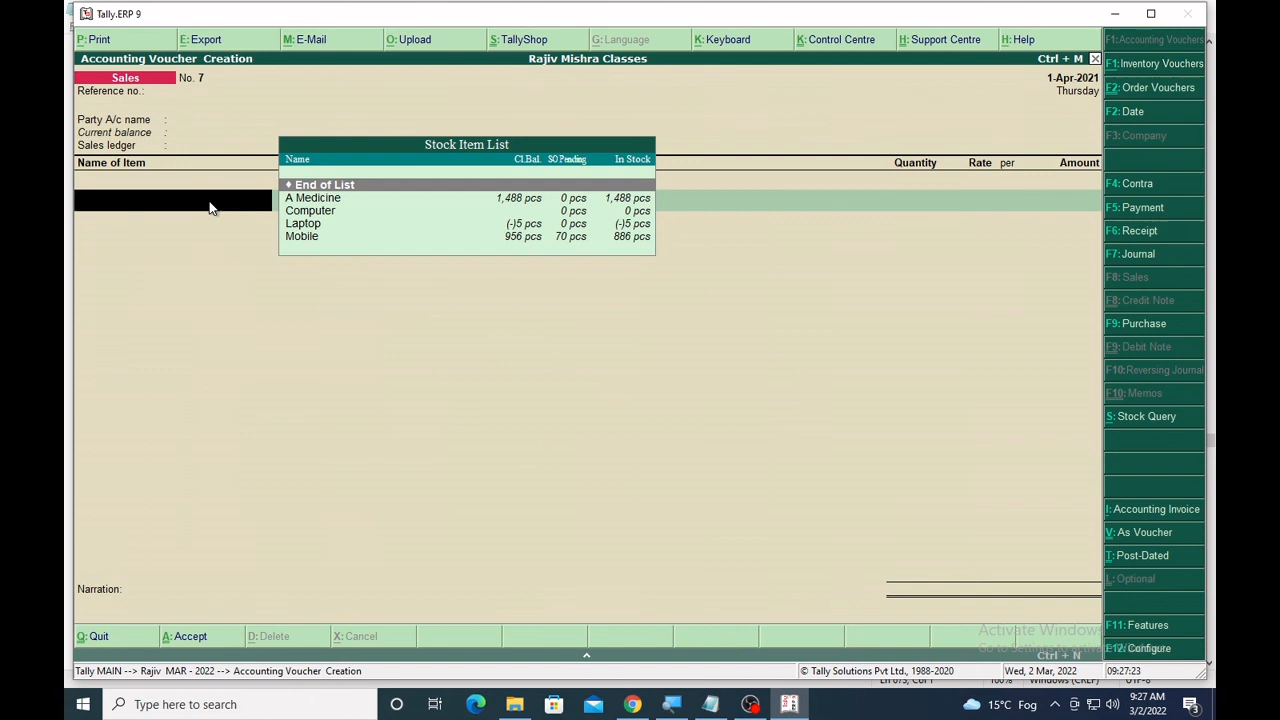 Tally.ERP 9
P: Print E: Export M: E-Mail O: Upload S: TallyShop G: Language K: Keyboard K: Control Centre H: Support Centre H: Help
Accounting Voucher Creation Rajiv Mishra Classes Ctrl + M
Sales No. 7 1-Apr-2021
Reference no.: Thursday
Party A/c name :
Current balance :
Sales ledger :
Name of Item Quantity Rate per Amount
Stock Item List
Name Cl.Bal. SO Pending In Stock
♦ End of List
A Medicine 1,488 pcs 0 pcs 1,488 pcs
Computer 0 pcs 0 pcs
Laptop (-)5 pcs 0 pcs (-)5 pcs
Mobile 956 pcs 70 pcs 886 pcs
F1: Accounting Vouchers
F1: Inventory Vouchers
F2: Order Vouchers
F2: Date
F3: Company
F4: Contra
F5: Payment
F6: Receipt
F7: Journal
F8: Sales
F8: Credit Note
F9: Purchase
F9: Debit Note
F10: Reversing Journal
F10: Memos
S: Stock Query
I: Accounting Invoice
V: As Voucher
T: Post-Dated
L: Optional
F11: Features
F12: Configure
Narration:
Activate Windows
Go to Settings to activate
Q: Quit A: Accept D: Delete X: Cancel
Ctrl + N
Tally MAIN --> Rajiv MAR - 2022 --> Accounting Voucher Creation © Tally Solutions Pvt Ltd., 1988-2020 Wed, 2 Mar, 2022 09:27:23
Type here to search 15°C Fog 9:27 AM
3/2/2022 3